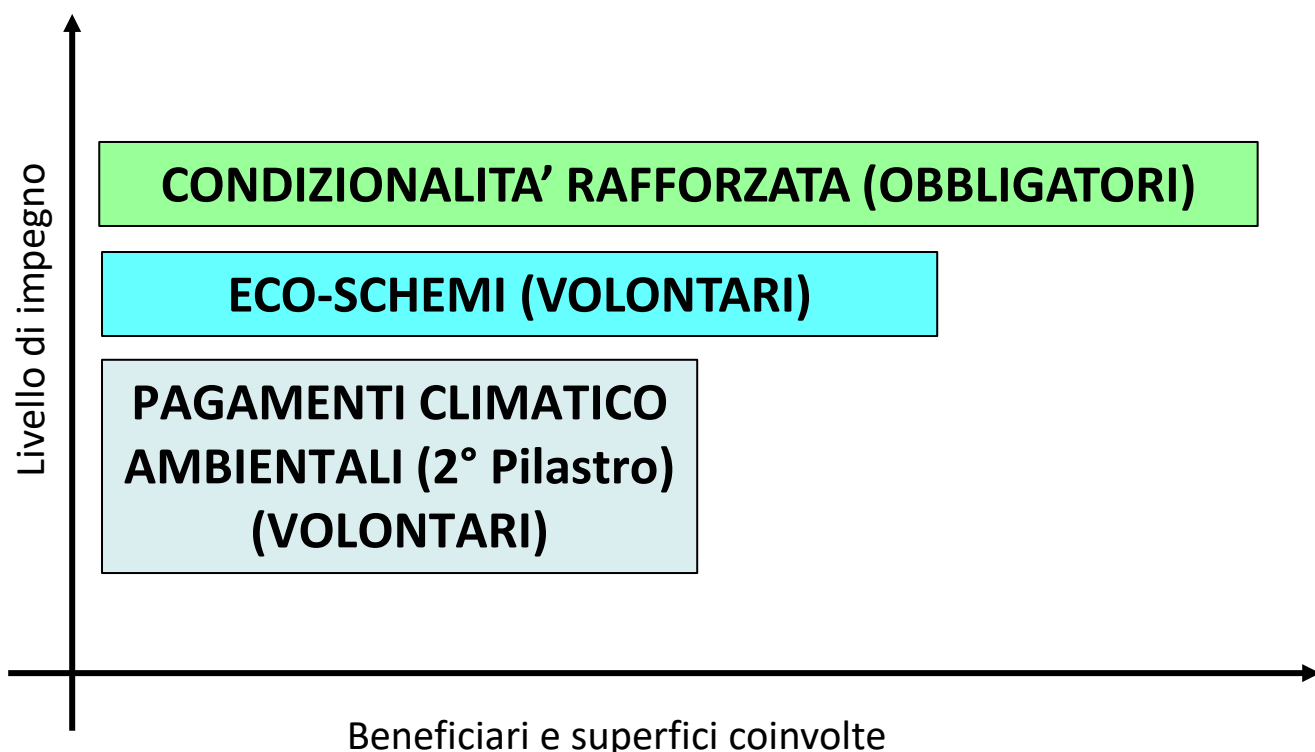 CONDIZIONALITA’ RAFFORZATA (OBBLIGATORI)
ECO-SCHEMI (VOLONTARI)
PAGAMENTI CLIMATICO
AMBIENTALI (2° Pilastro)
(VOLONTARI)
Livello di impegno
Beneficiari e superfici coinvolte